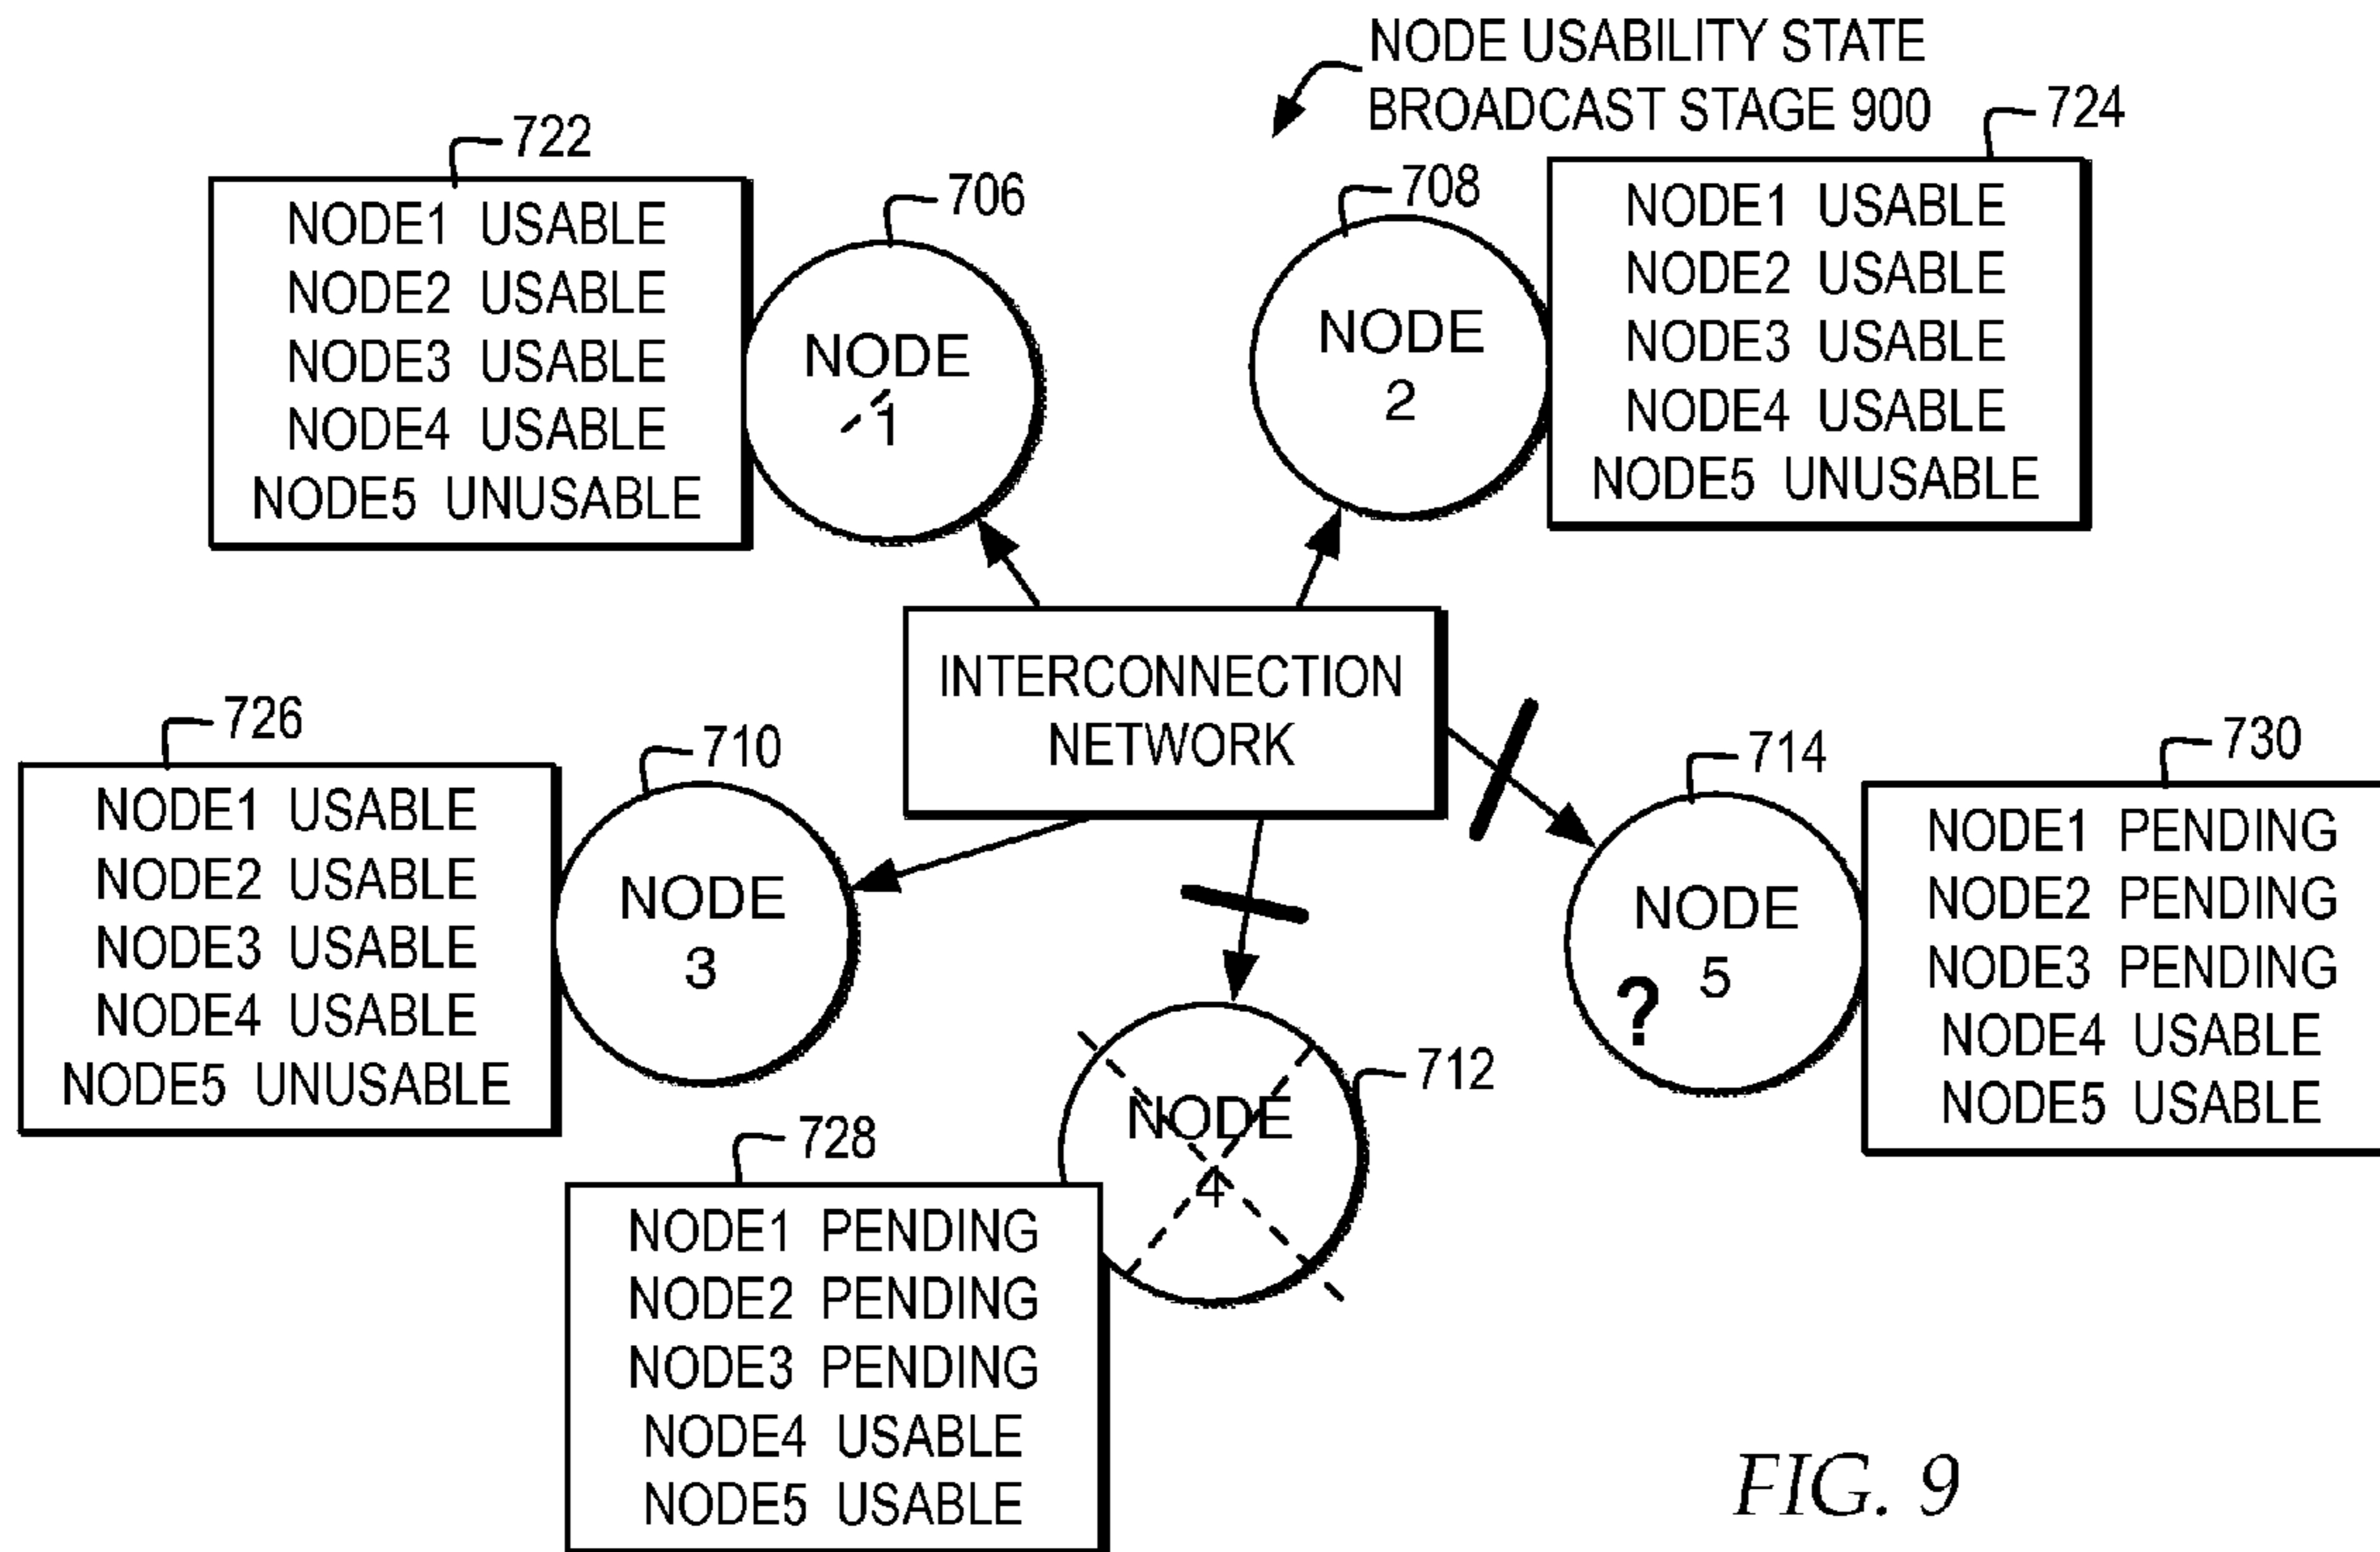 NODE USABILITY STATE
BROADCAST STAGE 900
722
NODE1 USABLE
NODE2 USABLE
NODE3 USABLE
NODE4 USABLE
NODE5 UNUSABLE
706
NODE
1
708
NODE
2
724
NODE1 USABLE
NODE2 USABLE
NODE3 USABLE
NODE4 USABLE
NODE5 UNUSABLE
INTERCONNECTION
NETWORK
726
NODE1 USABLE
NODE2 USABLE
NODE3 USABLE
NODE4 USABLE
NODE5 UNUSABLE
710
NODE
3
714
NODE
5
?
730
NODE1 PENDING
NODE2 PENDING
NODE3 PENDING
NODE4 USABLE
NODE5 USABLE
712
NODE
4
728
NODE1 PENDING
NODE2 PENDING
NODE3 PENDING
NODE4 USABLE
NODE5 USABLE
FIG. 9